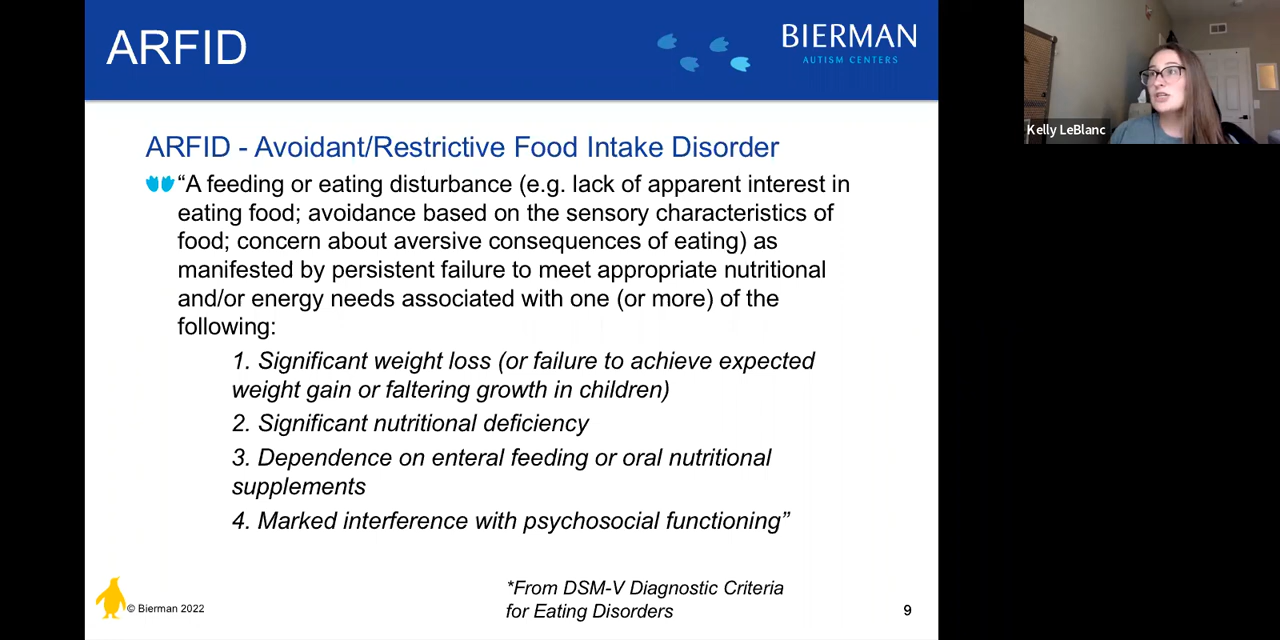 ARFID
BIERMAN
AUTISM CENTERS
Kelly LeBlanc
ARFID - Avoidant/Restrictive Food Intake Disorder
“A feeding or eating disturbance (e.g. lack of apparent interest in
eating food; avoidance based on the sensory characteristics of
food; concern about aversive consequences of eating) as
manifested by persistent failure to meet appropriate nutritional
and/or energy needs associated with one (or more) of the
following:
1. Significant weight loss (or failure to achieve expected
weight gain or faltering growth in children)
2. Significant nutritional deficiency
3. Dependence on enteral feeding or oral nutritional
supplements
4. Marked interference with psychosocial functioning”
*From DSM-V Diagnostic Criteria
for Eating Disorders
© Bierman 2022
9